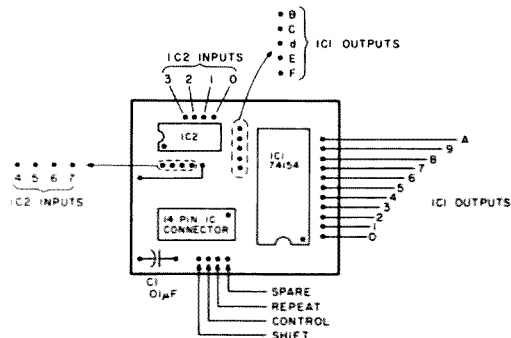 B
C
d
E
F
IC1 OUTPUTS
IC2 INPUTS
3 2 1 0
IC2
IC1
74154
A
9
8
7
6
5
4
3
2
1
0
IC1 OUTPUTS
4 5 6 7
IC2 INPUTS
14 PIN IC
CONNECTOR
C1
.01µF
SPARE
REPEAT
CONTROL
SHIFT